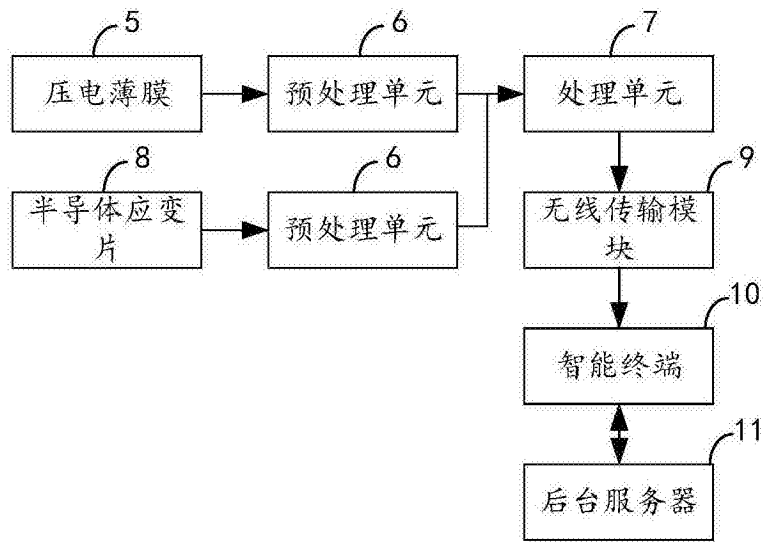 5
6
7
压电薄膜
预处理单元
处理单元
8
6
9
半导体应变
片
预处理单元
无线传输模
块
10
智能终端
11
后台服务器